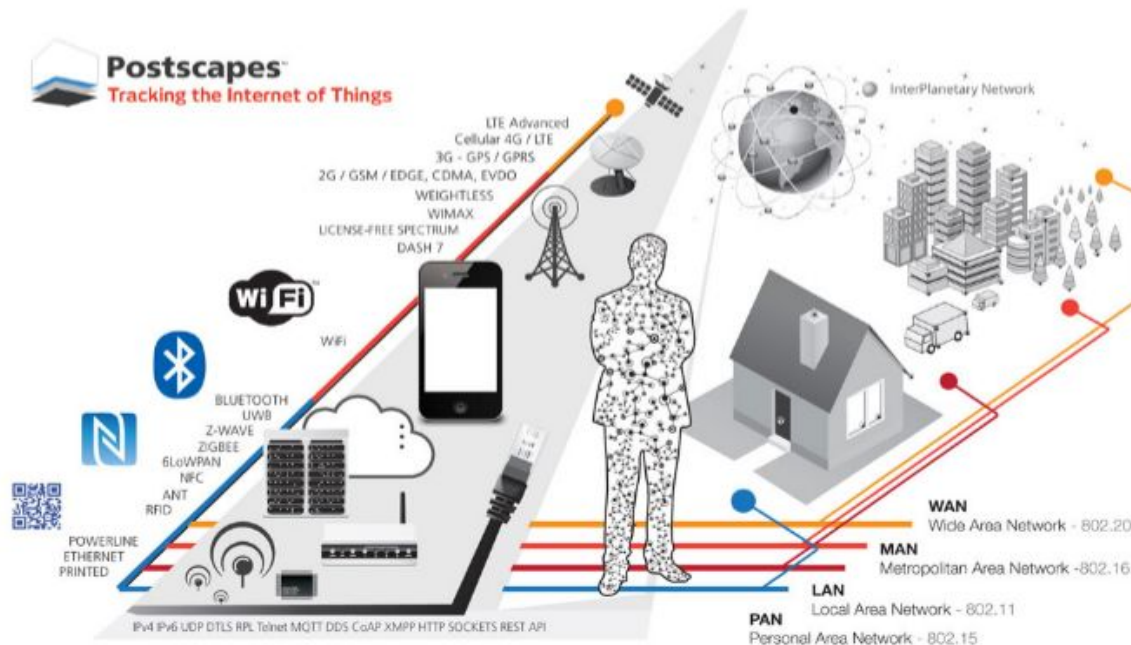 Postscapes™
Tracking the Internet of Things
InterPlanetary Network
LTE Advanced
Cellular 4G / LTE
3G - GPS / GPRS
2G / GSM / EDGE, CDMA, EVDO
WEIGHTLESS
WIMAX
LICENSE-FREE SPECTRUM
DASH 7
WiFi
WiFi
BLUETOOTH
UWB
Z-WAVE
ZIGBEE
6LoWPAN
NFC
ANT
RFID
POWERLINE
ETHERNET
PRINTED
WAN
Wide Area Network - 802.20
MAN
Metropolitan Area Network -802.16
LAN
Local Area Network - 802.11
PAN
Personal Area Network - 802.15
IPv4 IPv6 UDP DTLS RPL Telnet MQTT DDS CoAP XMPP HTTP SOCKETS REST API